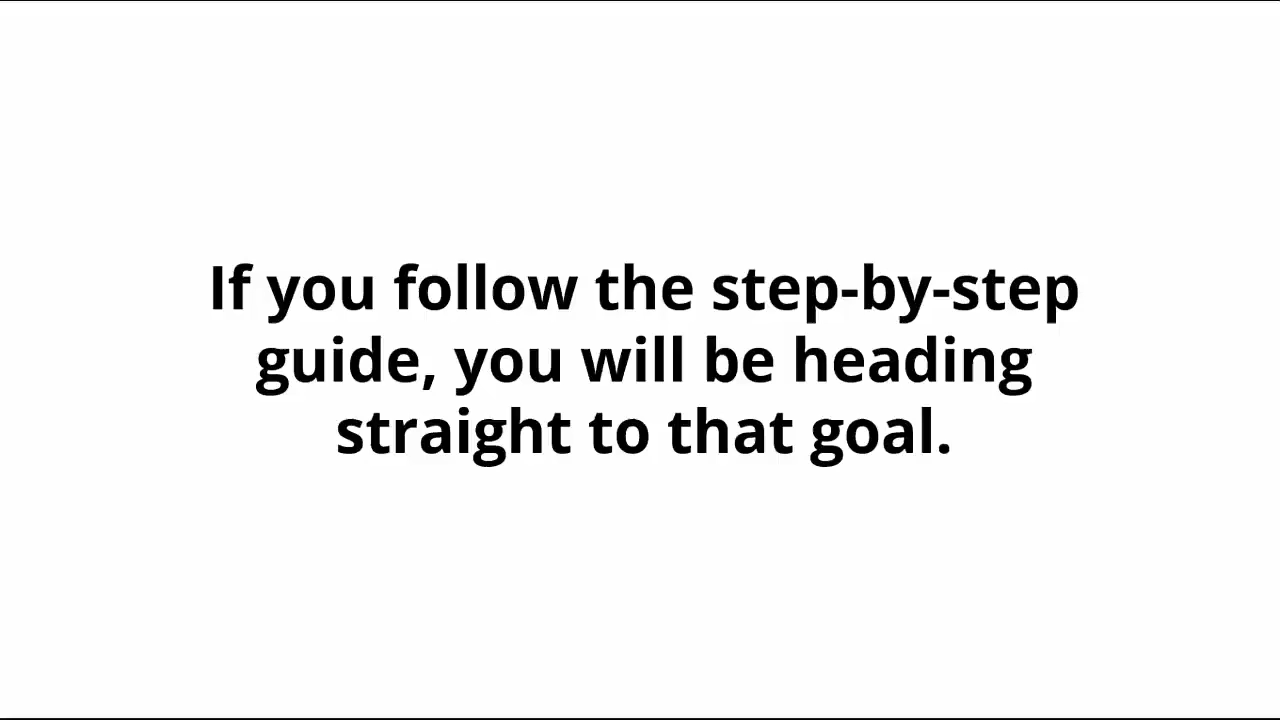 If you follow the step-by-step
guide, you will be heading
straight to that goal.